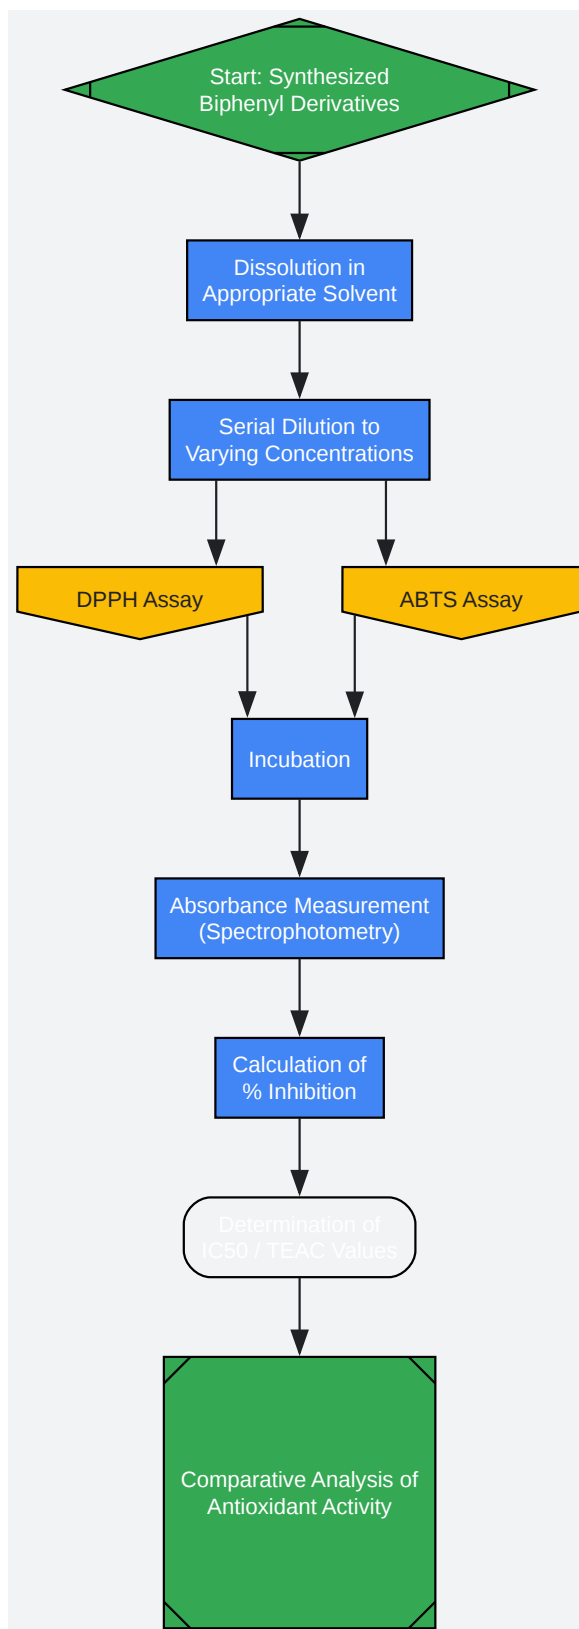 Start: Synthesized
Biphenyl Derivatives
Dissolution in
Appropriate Solvent
Serial Dilution to
Varying Concentrations
DPPH Assay
ABTS Assay
Incubation
Absorbance Measurement
(Spectrophotometry)
Calculation of
% Inhibition
Determination of
IC50 / TEAC Values
Comparative Analysis of
Antioxidant Activity